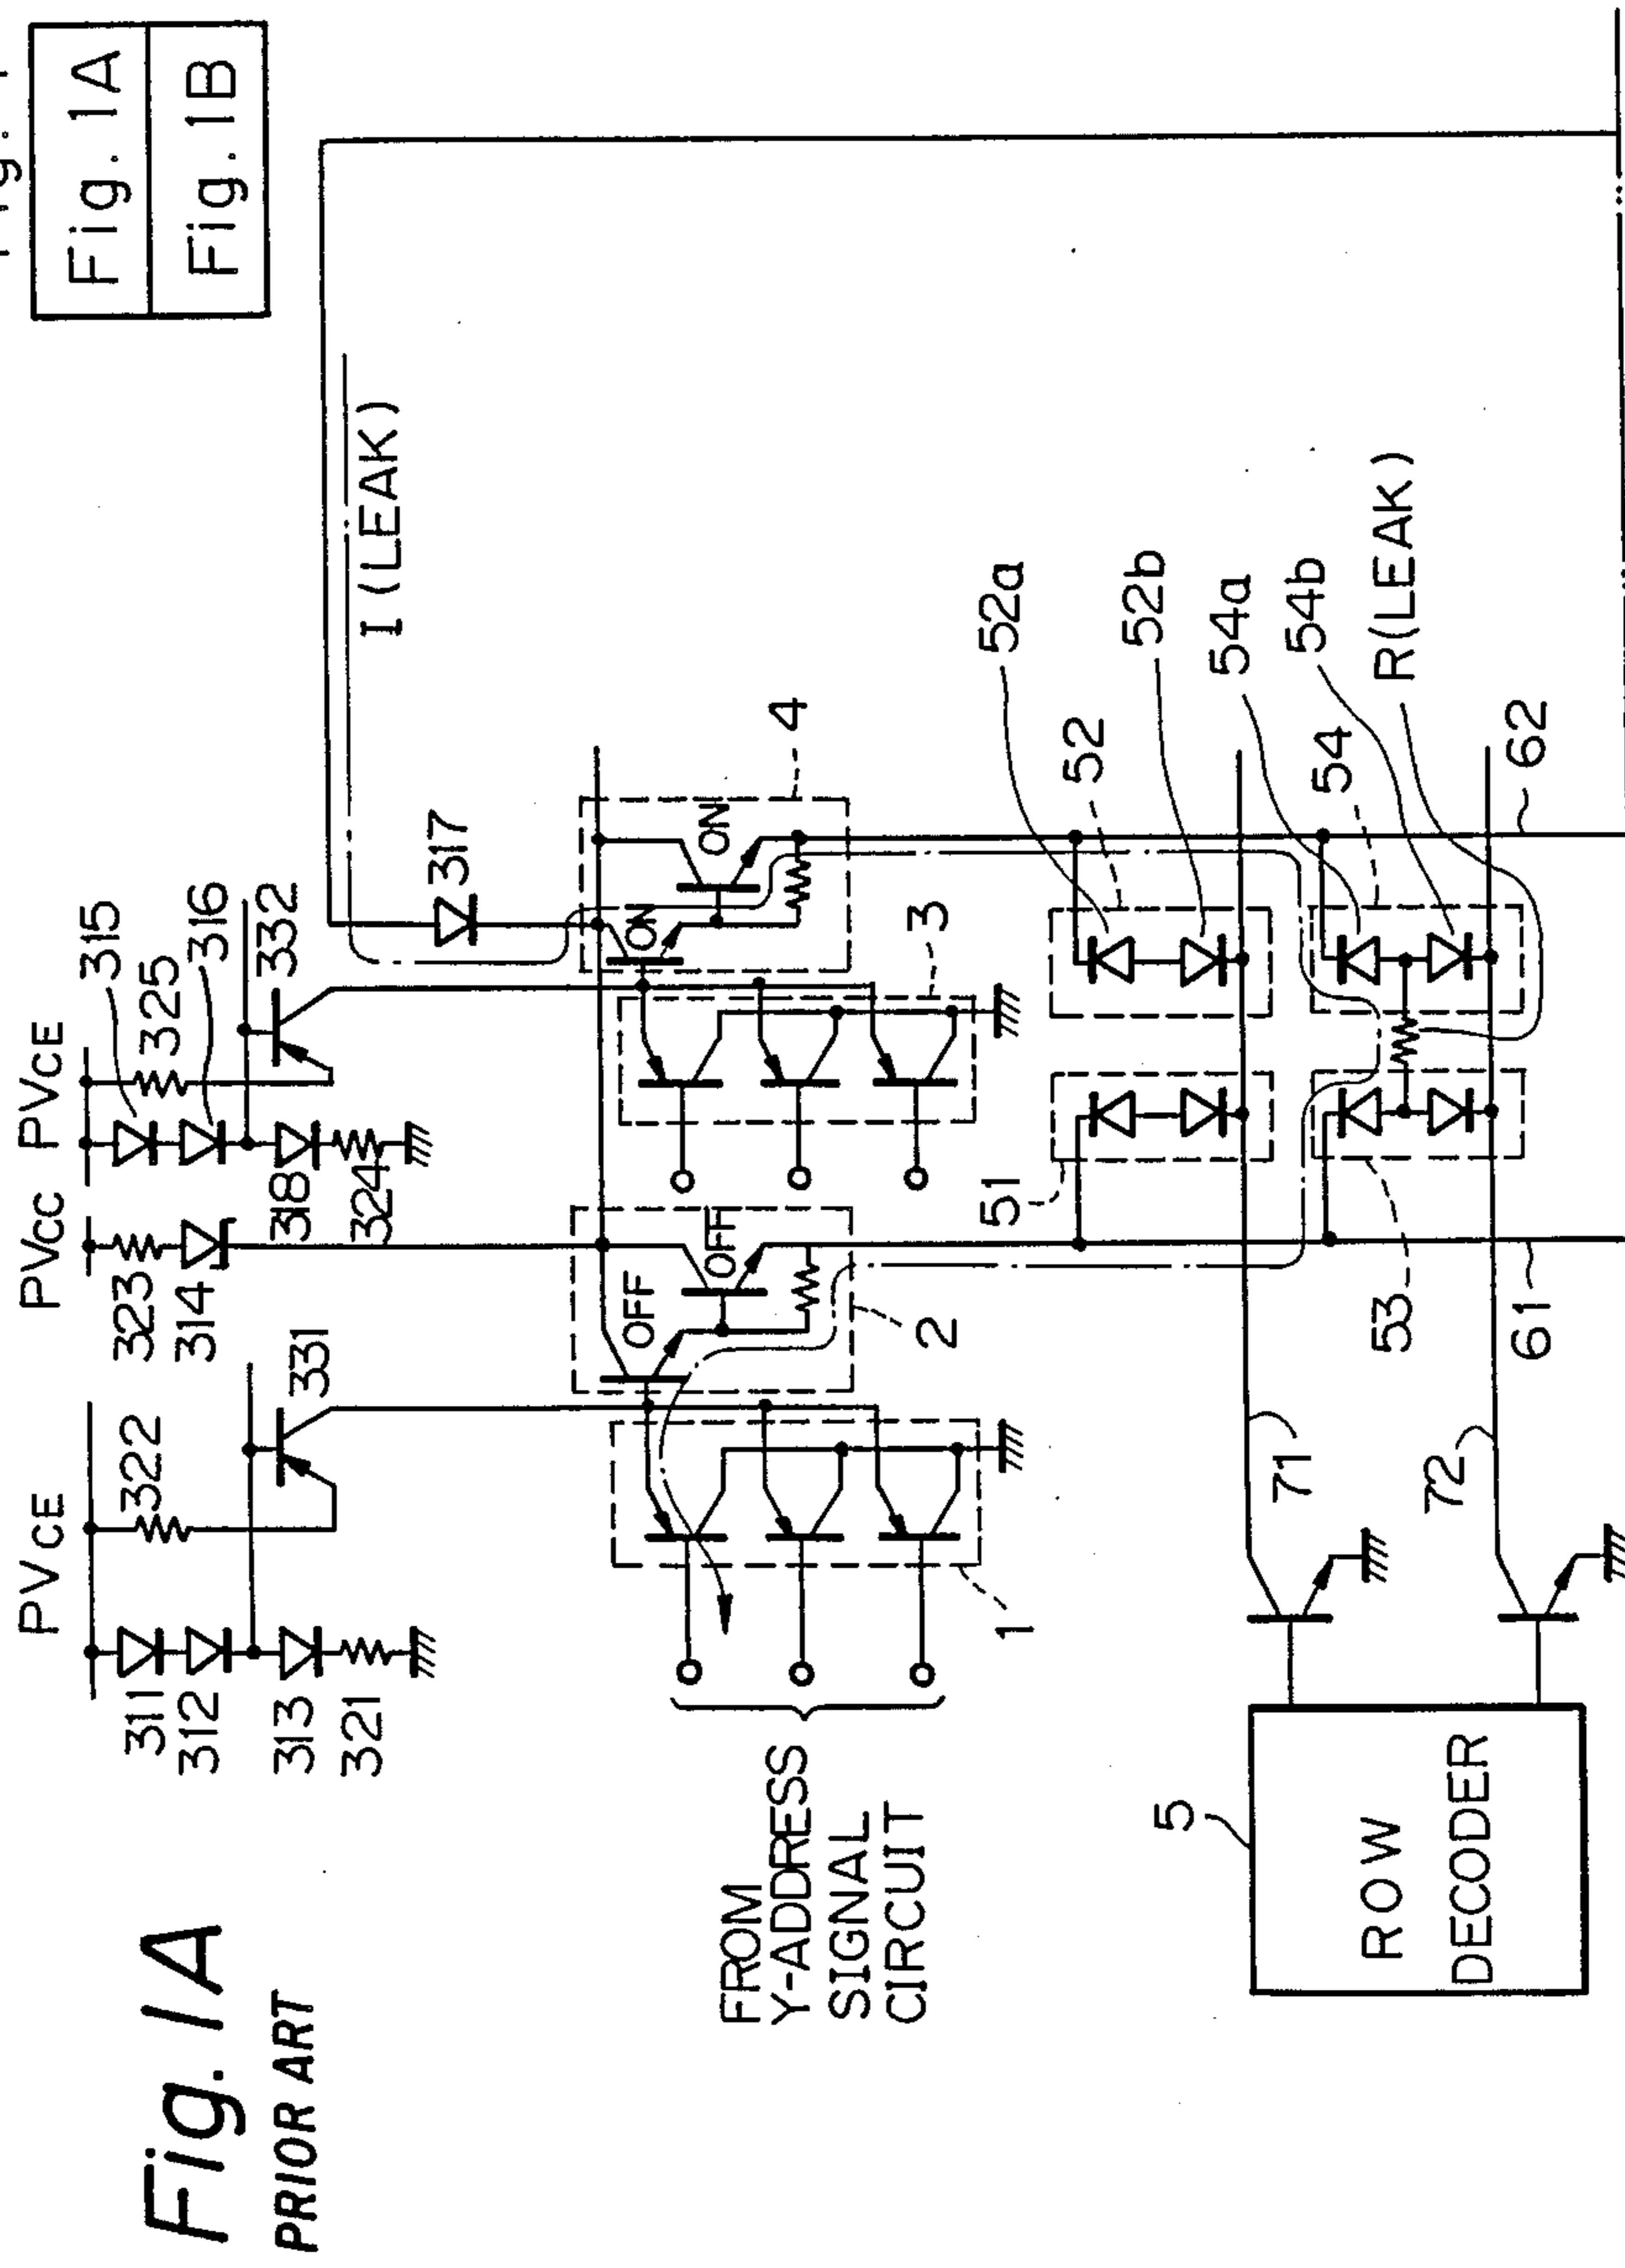 Fig. 1
Fig. 1A
Fig. 1B
Fig. 1A
PRIOR ART
PVCE
PVCC
PVCE
311
312
313
321
322
331
323
314
315
325
316
332
318
324
317
I (LEAK)
OFF
OFF
ON
ON
1
2
3
4
FROM
Y-ADDRESS
SIGNAL
CIRCUIT
51
52
52a
52b
54a
54b
R(LEAK)
53
54
61
62
71
72
5
ROW
DECODER